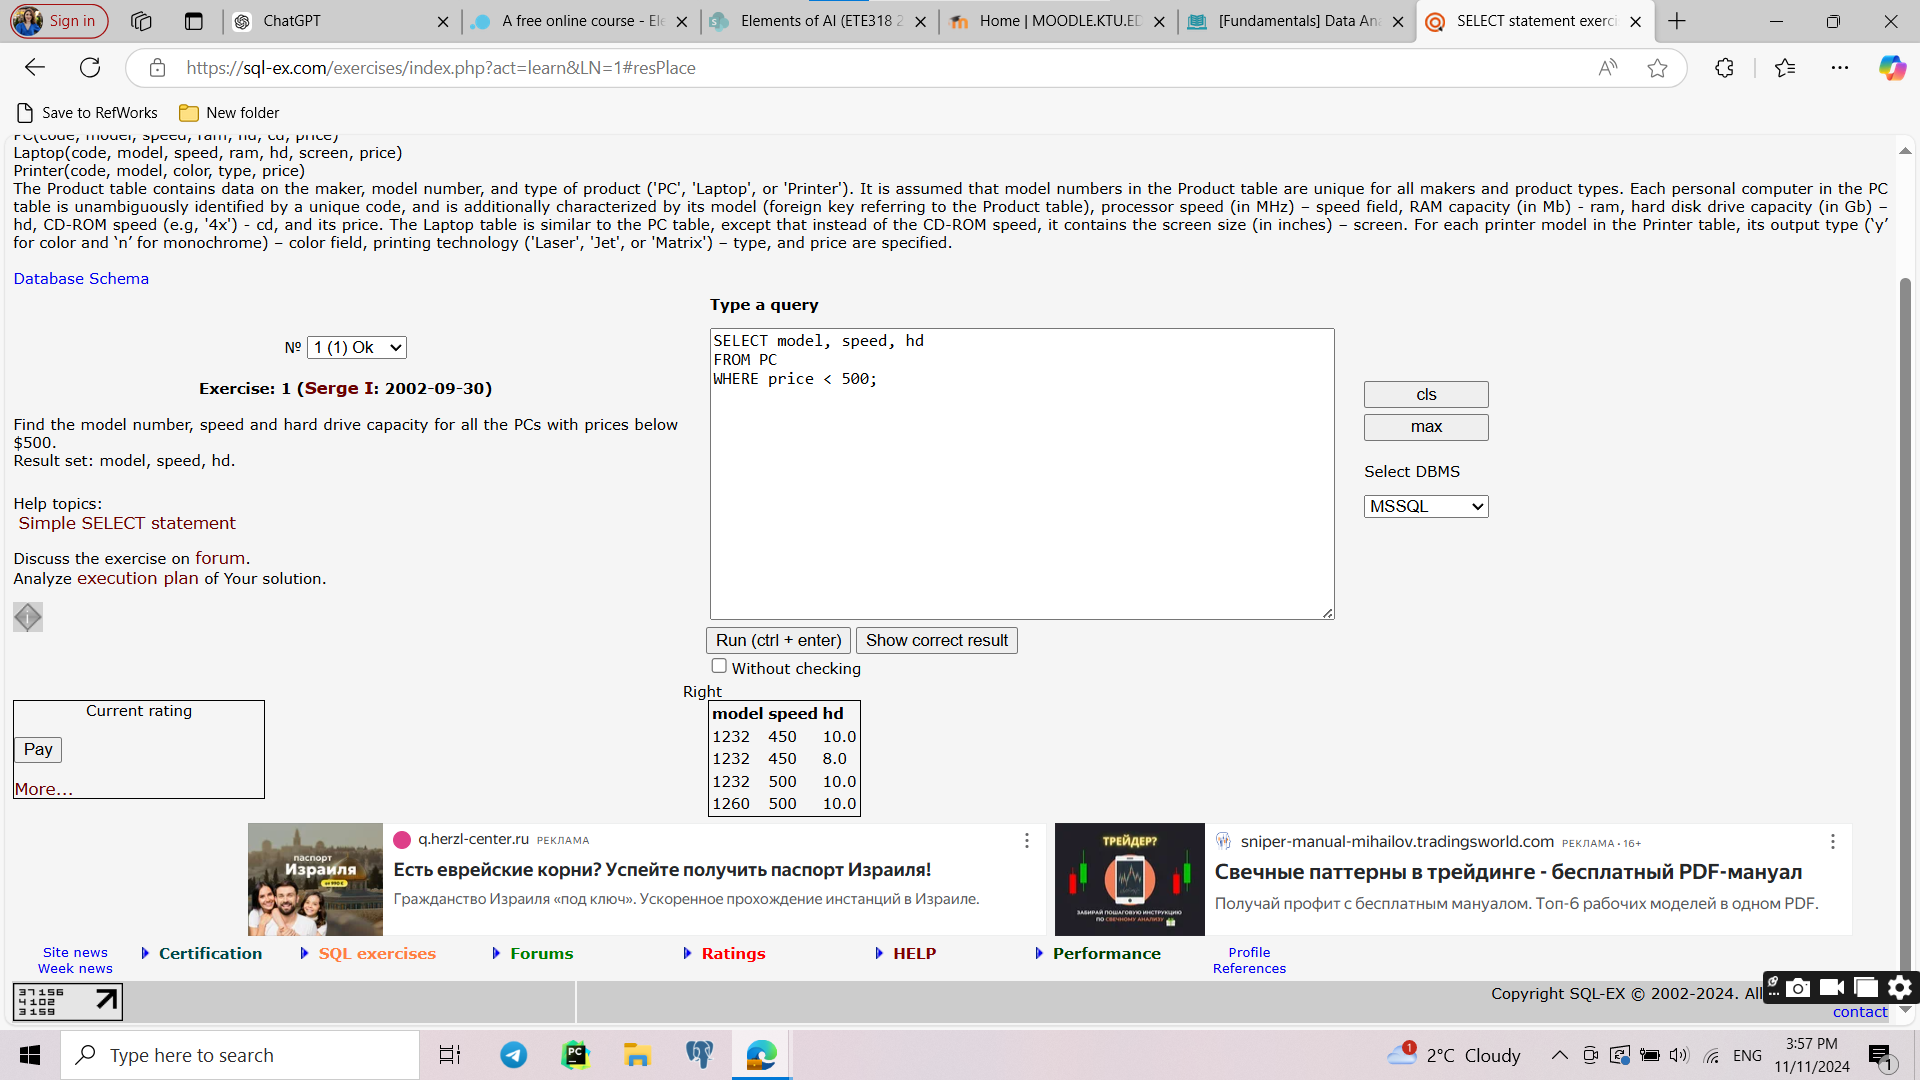 Sign in
ChatGPT
A free online course - Ele
Elements of AI (ETE318 2
Home | MOODLE.KTU.ED
[Fundamentals] Data Ana
SELECT statement exerci
https://sql-ex.com/exercises/index.php?act=learn&LN=1#resPlace
Save to RefWorks
New folder
PC(code, model, speed, ram, hd, cd, price)
Laptop(code, model, speed, ram, hd, screen, price)
Printer(code, model, color, type, price)
The Product table contains data on the maker, model number, and type of product ('PC', 'Laptop', or 'Printer'). It is assumed that model numbers in the Product table are unique for all makers and product types. Each personal computer in the PC
table is unambiguously identified by a unique code, and is additionally characterized by its model (foreign key referring to the Product table), processor speed (in MHz) – speed field, RAM capacity (in Mb) - ram, hard disk drive capacity (in Gb) –
hd, CD-ROM speed (e.g, '4x') - cd, and its price. The Laptop table is similar to the PC table, except that instead of the CD-ROM speed, it contains the screen size (in inches) – screen. For each printer model in the Printer table, its output type (‘y’
for color and ‘n’ for monochrome) – color field, printing technology ('Laser', 'Jet', or 'Matrix') – type, and price are specified.
Database Schema
Type a query
№ 1 (1) Ok
Exercise: 1 (Serge I: 2002-09-30)
Find the model number, speed and hard drive capacity for all the PCs with prices below
$500.
Result set: model, speed, hd.
Help topics:
Simple SELECT statement
Discuss the exercise on forum.
Analyze execution plan of Your solution.
SELECT model, speed, hd
FROM PC
WHERE price < 500;
cls
max
Select DBMS
MSSQL
Run (ctrl + enter)
Show correct result
Without checking
Right
model speed hd
1232 450 10.0
1232 450 8.0
1232 500 10.0
1260 500 10.0
Current rating
Pay
More...
паспорт
Израиля
q.herzl-center.ru РЕКЛАМА
Есть еврейские корни? Успейте получить паспорт Израиля!
Гражданство Израиля «под ключ». Ускоренное прохождение инстанций в Израиле.
ТРЕЙДЕР?
ЗАБИРАЙ ПОШАГОВУЮ ИНСТРУКЦИЮ
ПО СВЕЧНОМУ АНАЛИЗУ
sniper-manual-mihailov.tradingsworld.com РЕКЛАМА • 16+
Свечные паттерны в трейдинге - бесплатный PDF-мануал
Получай профит с бесплатным мануалом. Топ-6 рабочих моделей в одном PDF.
Site news
Week news
Certification
SQL exercises
Forums
Ratings
HELP
Performance
Profile
References
37156
4102
3159
Copyright SQL-EX © 2002-2024. All
contact
Type here to search
PC
1
2°C Cloudy
ENG
3:57 PM
11/11/2024
1